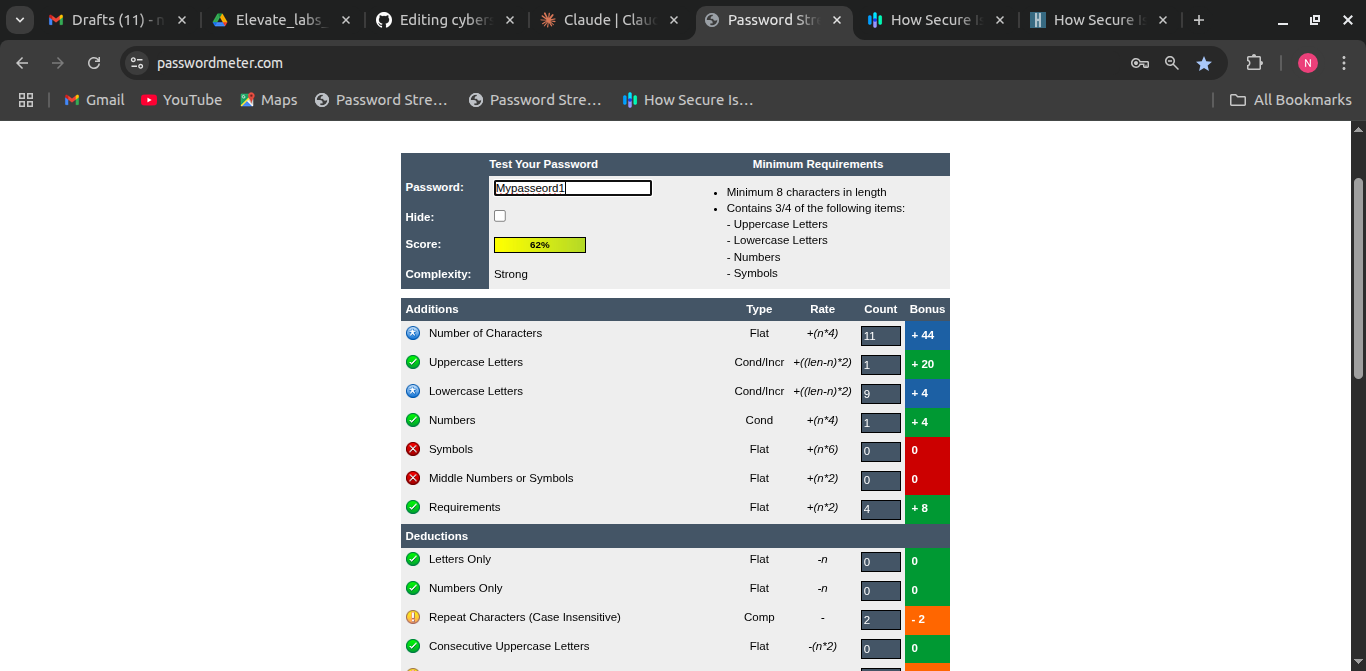 Drafts (11) - n
Elevate_labs_
Editing cybers
Claude | Claud
Password Stre
How Secure Is
How Secure Is
passwordmeter.com
N
Gmail
YouTube
Maps
Password Stre...
Password Stre...
How Secure Is...
All Bookmarks
Test Your Password
Minimum Requirements
Password: Mypasseord1
Hide:
Score: 62%
Complexity: Strong
• Minimum 8 characters in length
• Contains 3/4 of the following items:
- Uppercase Letters
- Lowercase Letters
- Numbers
- Symbols
Additions Type Rate Count Bonus
Number of Characters Flat +(n*4) 11 + 44
Uppercase Letters Cond/Incr +((len-n)*2) 1 + 20
Lowercase Letters Cond/Incr +((len-n)*2) 9 + 4
Numbers Cond +(n*4) 1 + 4
Symbols Flat +(n*6) 0 0
Middle Numbers or Symbols Flat +(n*2) 0 0
Requirements Flat +(n*2) 4 + 8
Deductions
Letters Only Flat -n 0 0
Numbers Only Flat -n 0 0
Repeat Characters (Case Insensitive) Comp - 2 - 2
Consecutive Uppercase Letters Flat -(n*2) 0 0